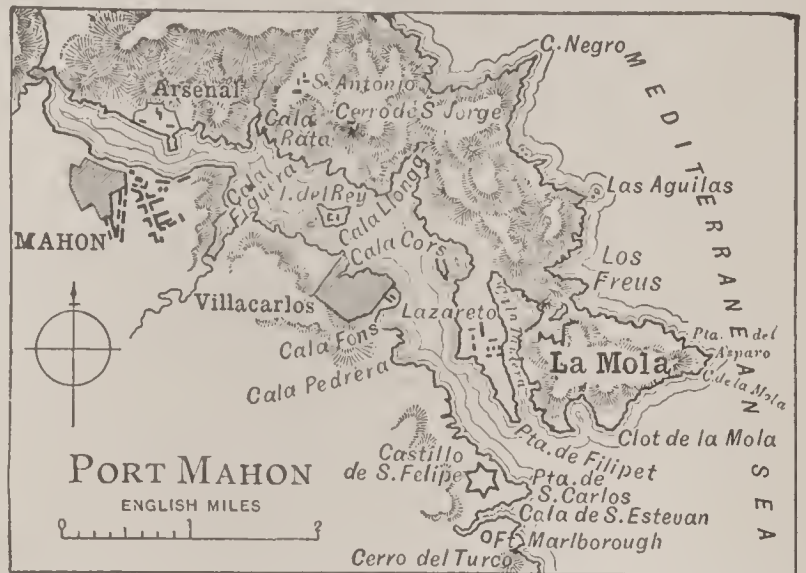 C. Negro
MEDITERRANEAN SEA
Arsenal
S. Antonio
Cerro de S. Jorge
Cala
Rata
Cala
Figuera
I. del Rey
Cala Llonga
Las Aguilas
MAHON
Cala Cors
Los
Freus
Villacarlos
Lazareto
Pta. del
Asparo
Cala Fons
La Mola
C. de la Mola
Cala Pedrera
Clot de la Mola
Pta. de Filipet
Castillo
de S. Felipe
Pta. de
S. Carlos
Cala de S. Estevan
Ft. Marlborough
Cerro del Turco
PORT MAHON
ENGLISH MILES
0 1 2